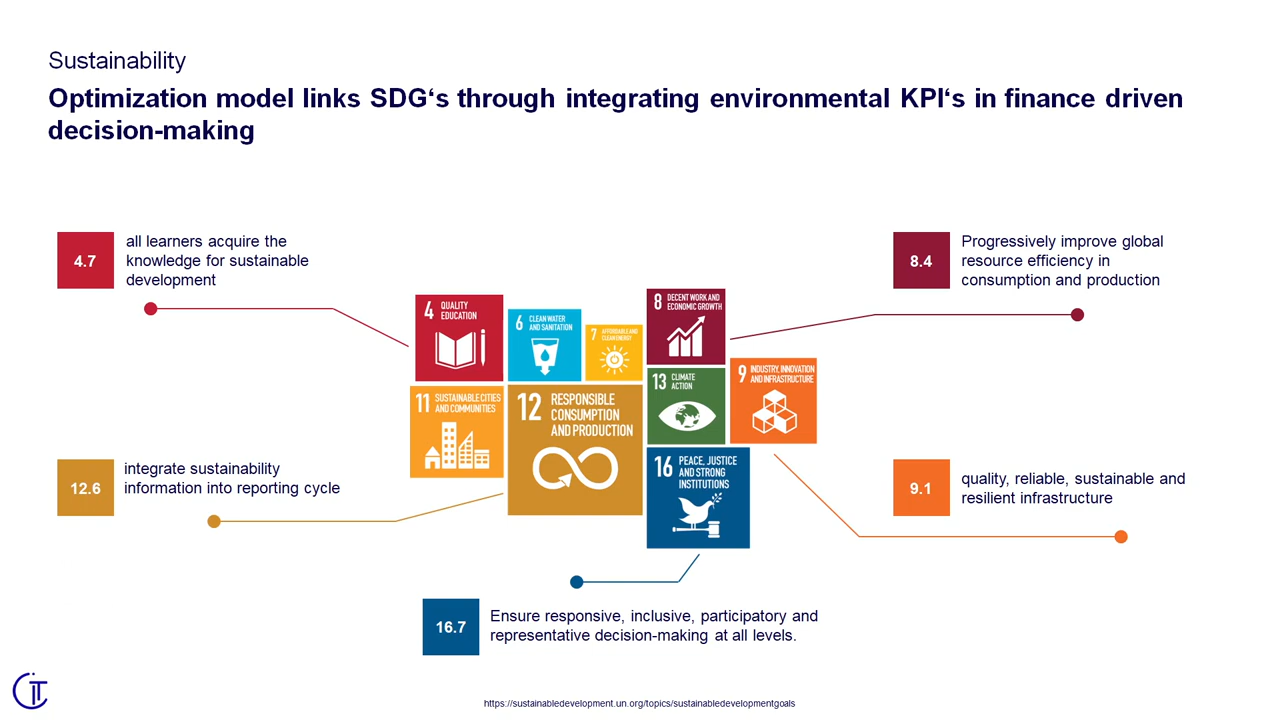 Sustainability
Optimization model links SDG‘s through integrating environmental KPI‘s in finance driven
decision-making
4.7
all learners acquire the
knowledge for sustainable
development
8.4
Progressively improve global
resource efficiency in
consumption and production
4 QUALITY
EDUCATION
6 CLEAN WATER
AND SANITATION
7 AFFORDABLE AND
CLEAN ENERGY
8 DECENT WORK AND
ECONOMIC GROWTH
11 SUSTAINABLE CITIES
AND COMMUNITIES
12 RESPONSIBLE
CONSUMPTION
AND PRODUCTION
13 CLIMATE
ACTION
9 INDUSTRY, INNOVATION
AND INFRASTRUCTURE
16 PEACE, JUSTICE
AND STRONG
INSTITUTIONS
12.6
integrate sustainability
information into reporting cycle
9.1
quality, reliable, sustainable and
resilient infrastructure
16.7
Ensure responsive, inclusive, participatory and
representative decision-making at all levels.
https://sustainabledevelopment.un.org/topics/sustainabledevelopmentgoals